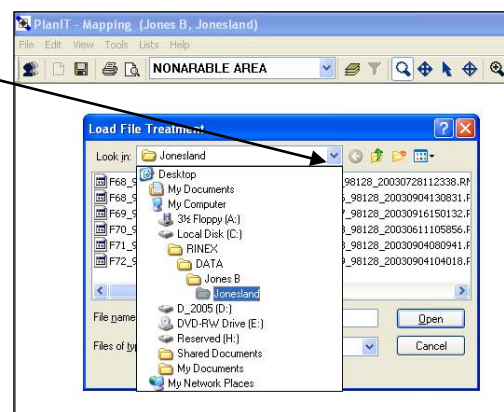 PlanIT - Mapping (Jones B, Jonesland)
File Edit View Tools Lists Help
NONARABLE AREA
Load File Treatment
Look in: Jonesland
Desktop
My Documents
My Computer
3½ Floppy (A:)
Local Disk (C:)
RINEX
DATA
Jones B
Jonesland
D_2005 (D:)
DVD-RW Drive (E:)
Reserved (H:)
Shared Documents
My Documents
My Network Places
F68_9 _98128_20030728112338.RN
F68_9 _98128_20030904130831.F
F69_9 _98128_20030916150132.F
F70_9 _98128_20030611105856.F
F71_9 _98128_20030904080941.F
F72_9 _98128_20030904104018.F
File name
Open
Files of ty
Cancel